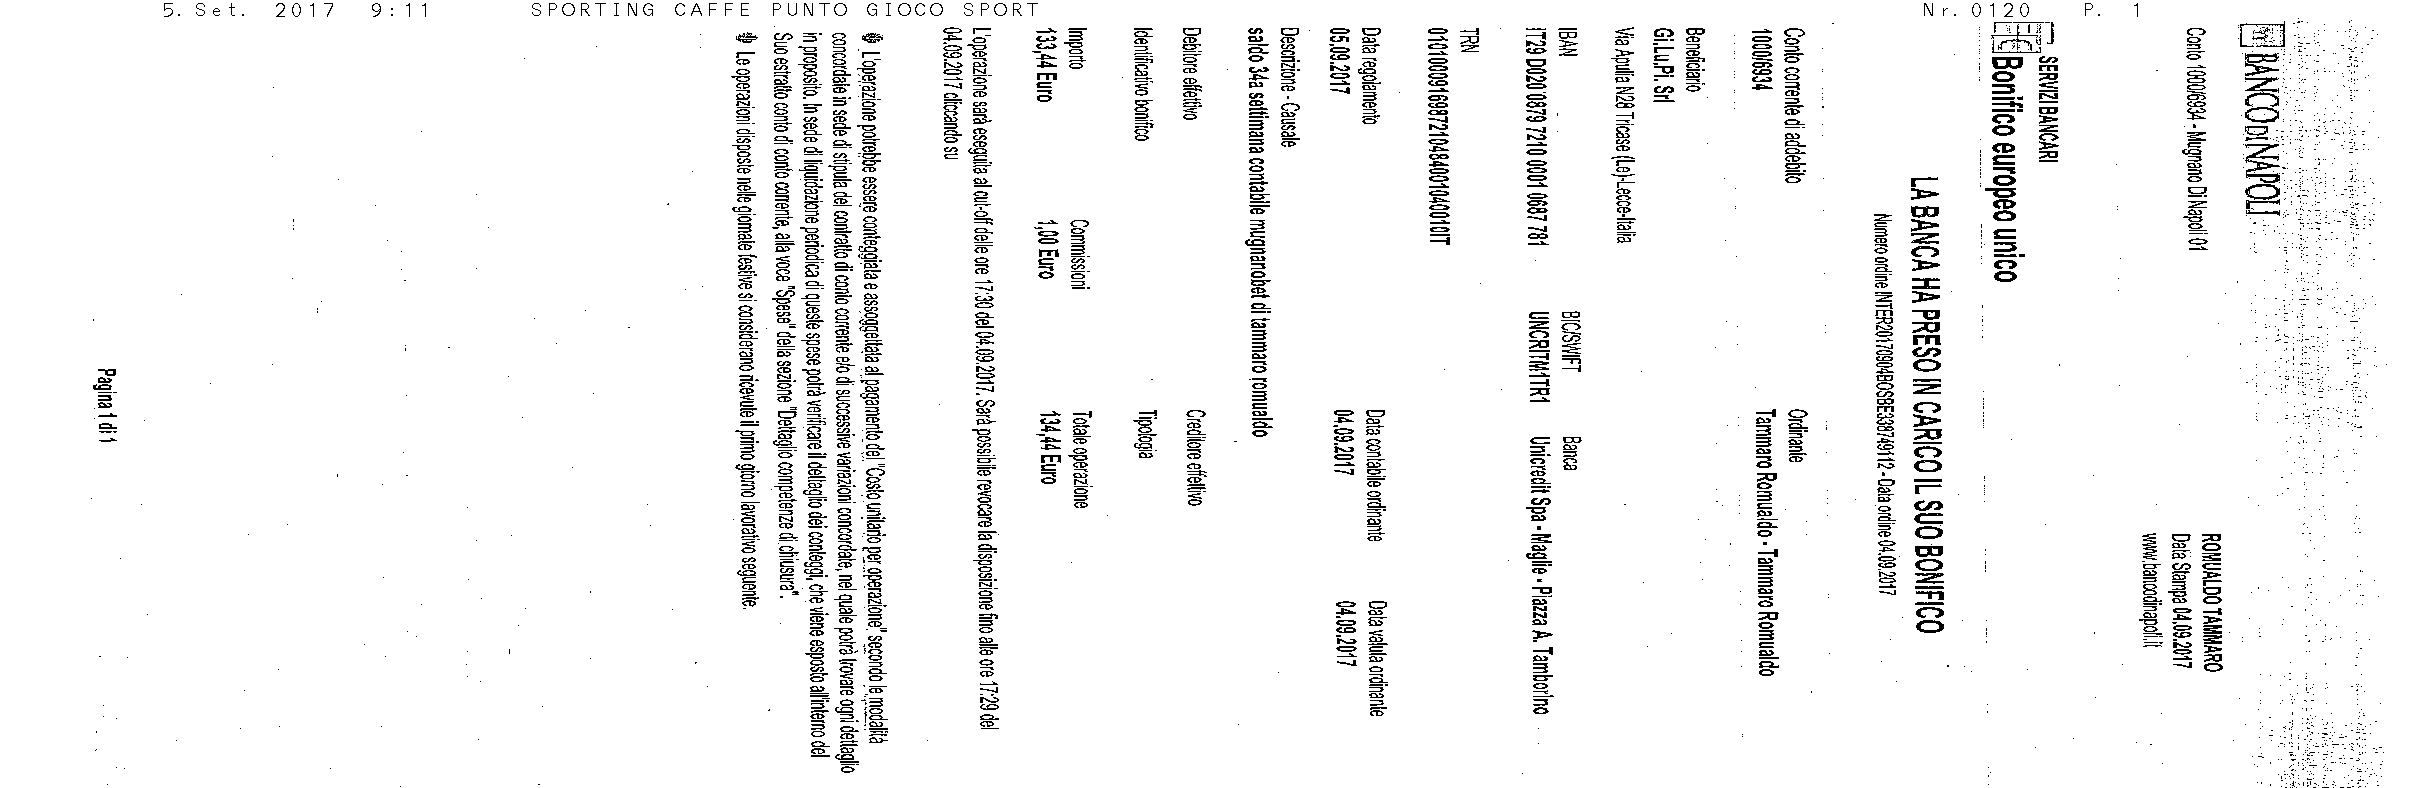 5. Set. 2017 9:11 SPORTING CAFFE PUNTO GIOCO SPORT Nr. 0120 P. 1
BANCO DI NAPOLI
ROMUALDO TAMMARO
Conto 1000/6934 - Mugnano Di Napoli 01 Data Stampa 04.09.2017
www.bancodinapoli.it
SERVIZI BANCARI
Bonifico europeo unico
LA BANCA HA PRESO IN CARICO IL SUO BONIFICO
Numero ordine INTER20170904BOSBE338749112 - Data ordine 04.09.2017
Conto corrente di addebito Ordinante
1000/6934 Tammaro Romualdo - Tammaro Romualdo
Beneficiario
Gi.Lu.Pi. Srl
Via Apulia N28 Tricase (Le)-Lecce-Italia
IBAN BIC/SWIFT Banca
IT29 D020 0879 7210 0001 0687 781 UNCRITM1TR1 Unicredit Spa - Maglie - Piazza A. Tamborino
TRN
0101000916987210484001040010IT
Data regolamento Data contabile ordinante Data valuta ordinante
05.09.2017 04.09.2017 04.09.2017
Descrizione - Causale
saldo 34a settimana contabile mugnanobet di tammaro romualdo
Debitore effettivo Creditore effettivo
Identificativo bonifico Tipologia
Importo Commissioni Totale operazione
133,44 Euro 1,00 Euro 134,44 Euro
L'operazione sarà eseguita al cut-off delle ore 17:30 del 04.09.2017. Sarà possibile revocare la disposizione fino alle ore 17:29 del
04.09.2017 cliccando su
L'operazione potrebbe essere conteggiata e assoggettata al pagamento del "Costo unitario per operazione" secondo le modalità
concordate in sede di stipula del contratto di conto corrente e/o di successive variazioni concordate, nel quale potrà trovare ogni dettaglio
in proposito. In sede di liquidazione periodica di queste spese potrà verificare il dettaglio dei conteggi, che viene esposto all'interno del
Suo estratto conto di conto corrente, alla voce "Spese" della sezione "Dettaglio competenze di chiusura".
Le operazioni disposte nelle giornate festive si considerano ricevute il primo giorno lavorativo seguente.
Pagina 1 di 1